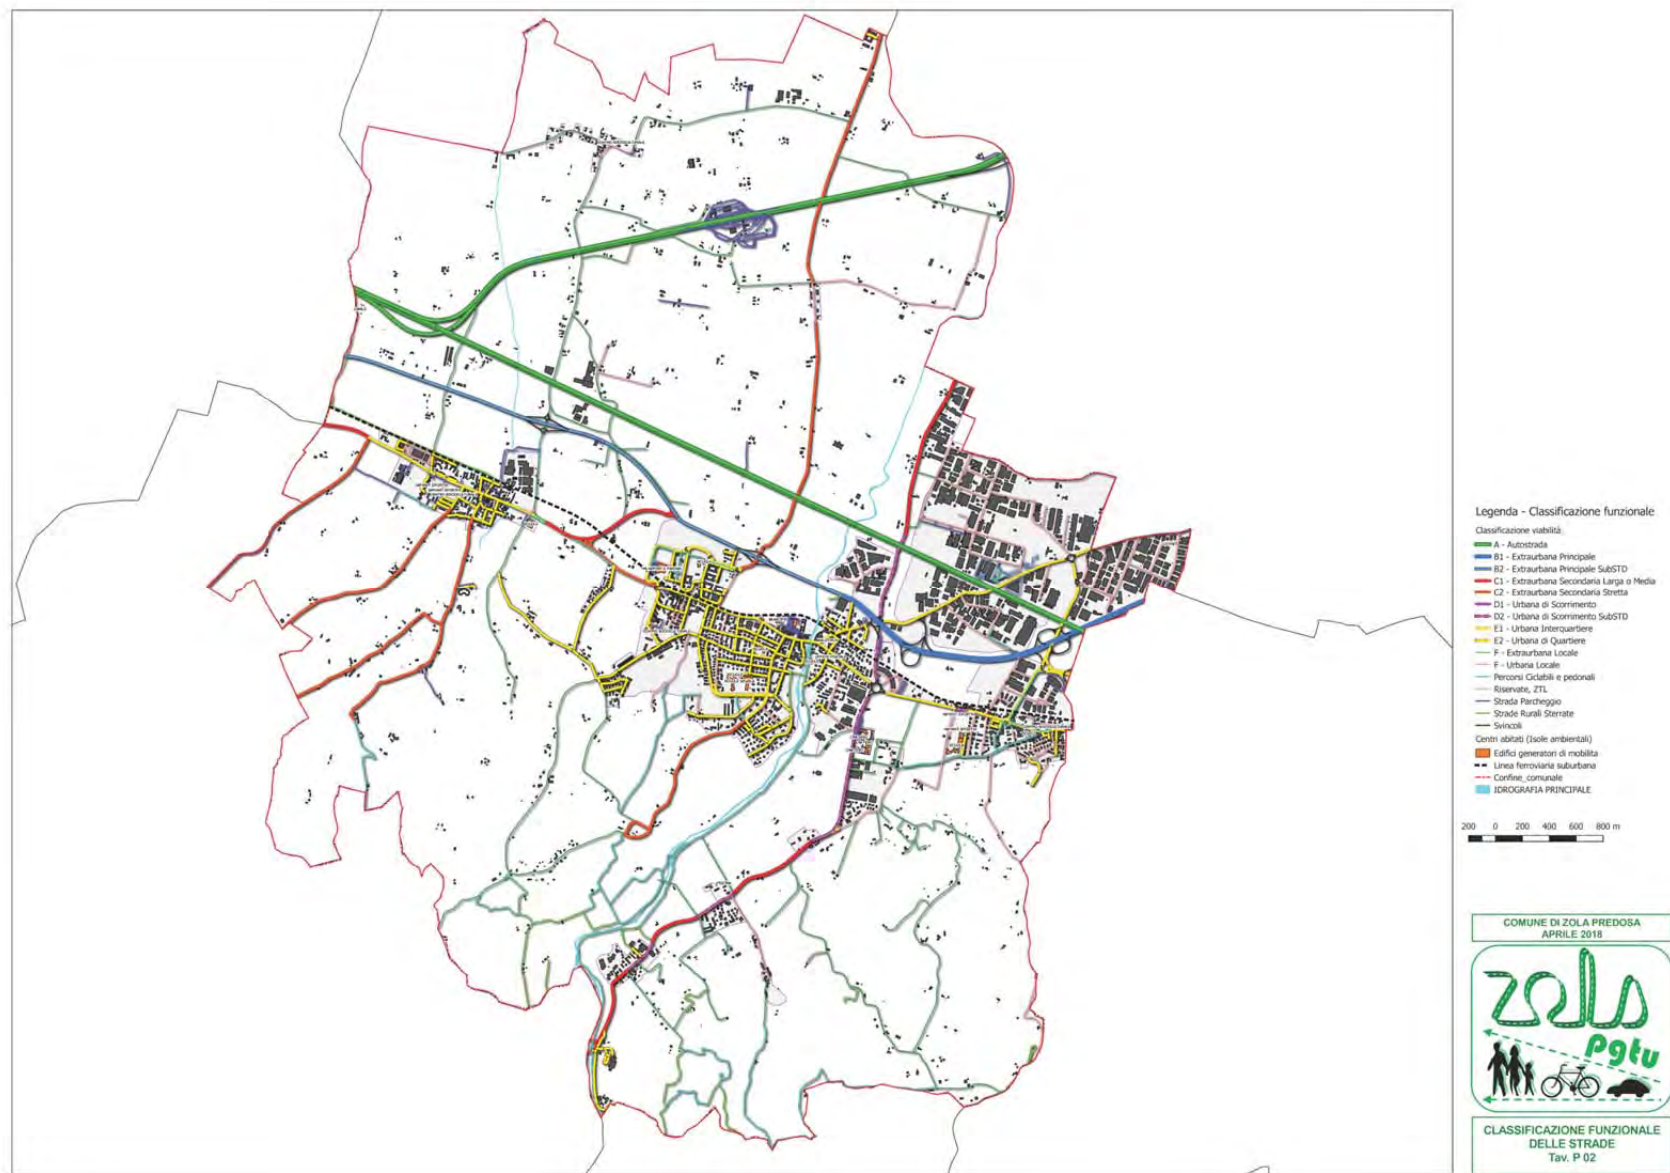 Legenda - Classificazione funzionale
Classificazione viabilità
A - Autostrada
B1 - Extraurbana Principale
B2 - Extraurbana Principale SubSTD
C1 - Extraurbana Secondaria Larga o Media
C2 - Extraurbana Secondaria Stretta
D1 - Urbana di Scorrimento
D2 - Urbana di Scorrimento SubSTD
E1 - Urbana Interquartiere
E2 - Urbana di Quartiere
F - Extraurbana Locale
F - Urbana Locale
Percorsi Ciclabili e pedonali
Riservate, ZTL
Strada Parcheggio
Strade Rurali Sterrate
Svincoli
Centri abitati (Isole ambientali)
Edifici generatori di mobilita
Linea ferroviaria suburbana
Confine_comunale
IDROGRAFIA PRINCIPALE
200 0 200 400 600 800 m
COMUNE DI ZOLA PREDOSA
APRILE 2018
zola
pgtu
CLASSIFICAZIONE FUNZIONALE
DELLE STRADE
Tav. P 02